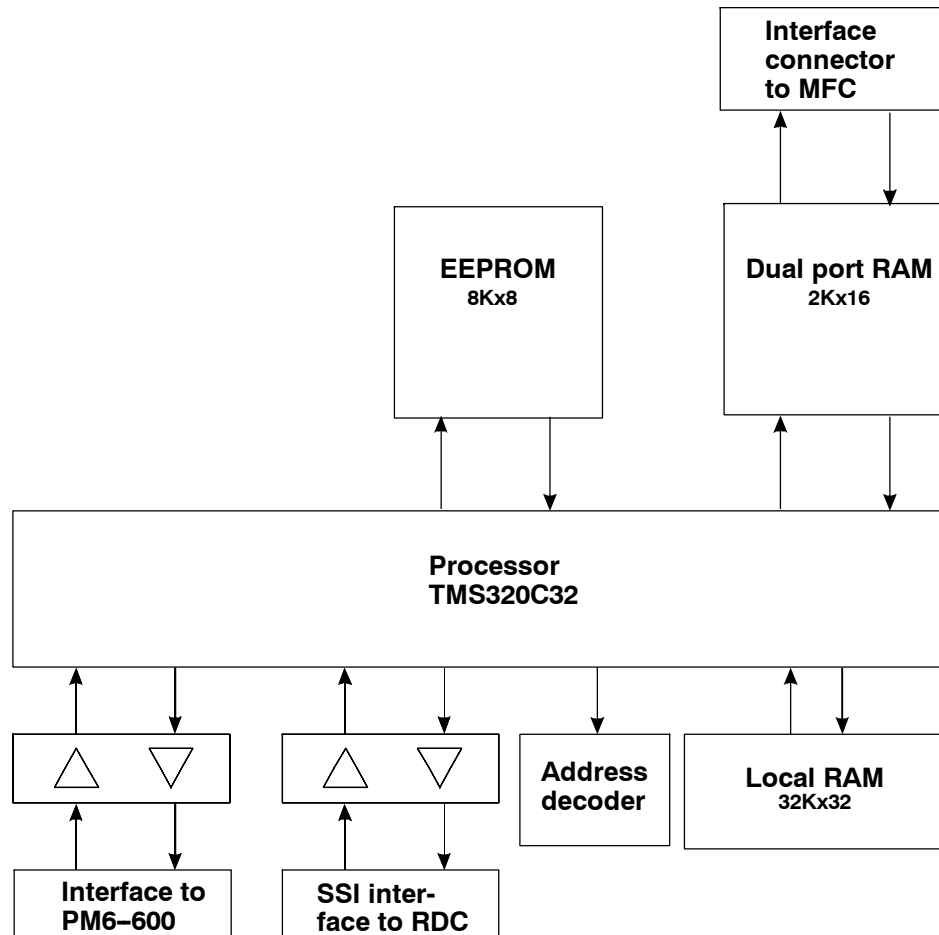 Interface
connector
to MFC
EEPROM
8Kx8
Dual port RAM
2Kx16
Processor
TMS320C32
Address
decoder
Local RAM
32Kx32
Interface to
PM6–600
SSI inter-
face to RDC